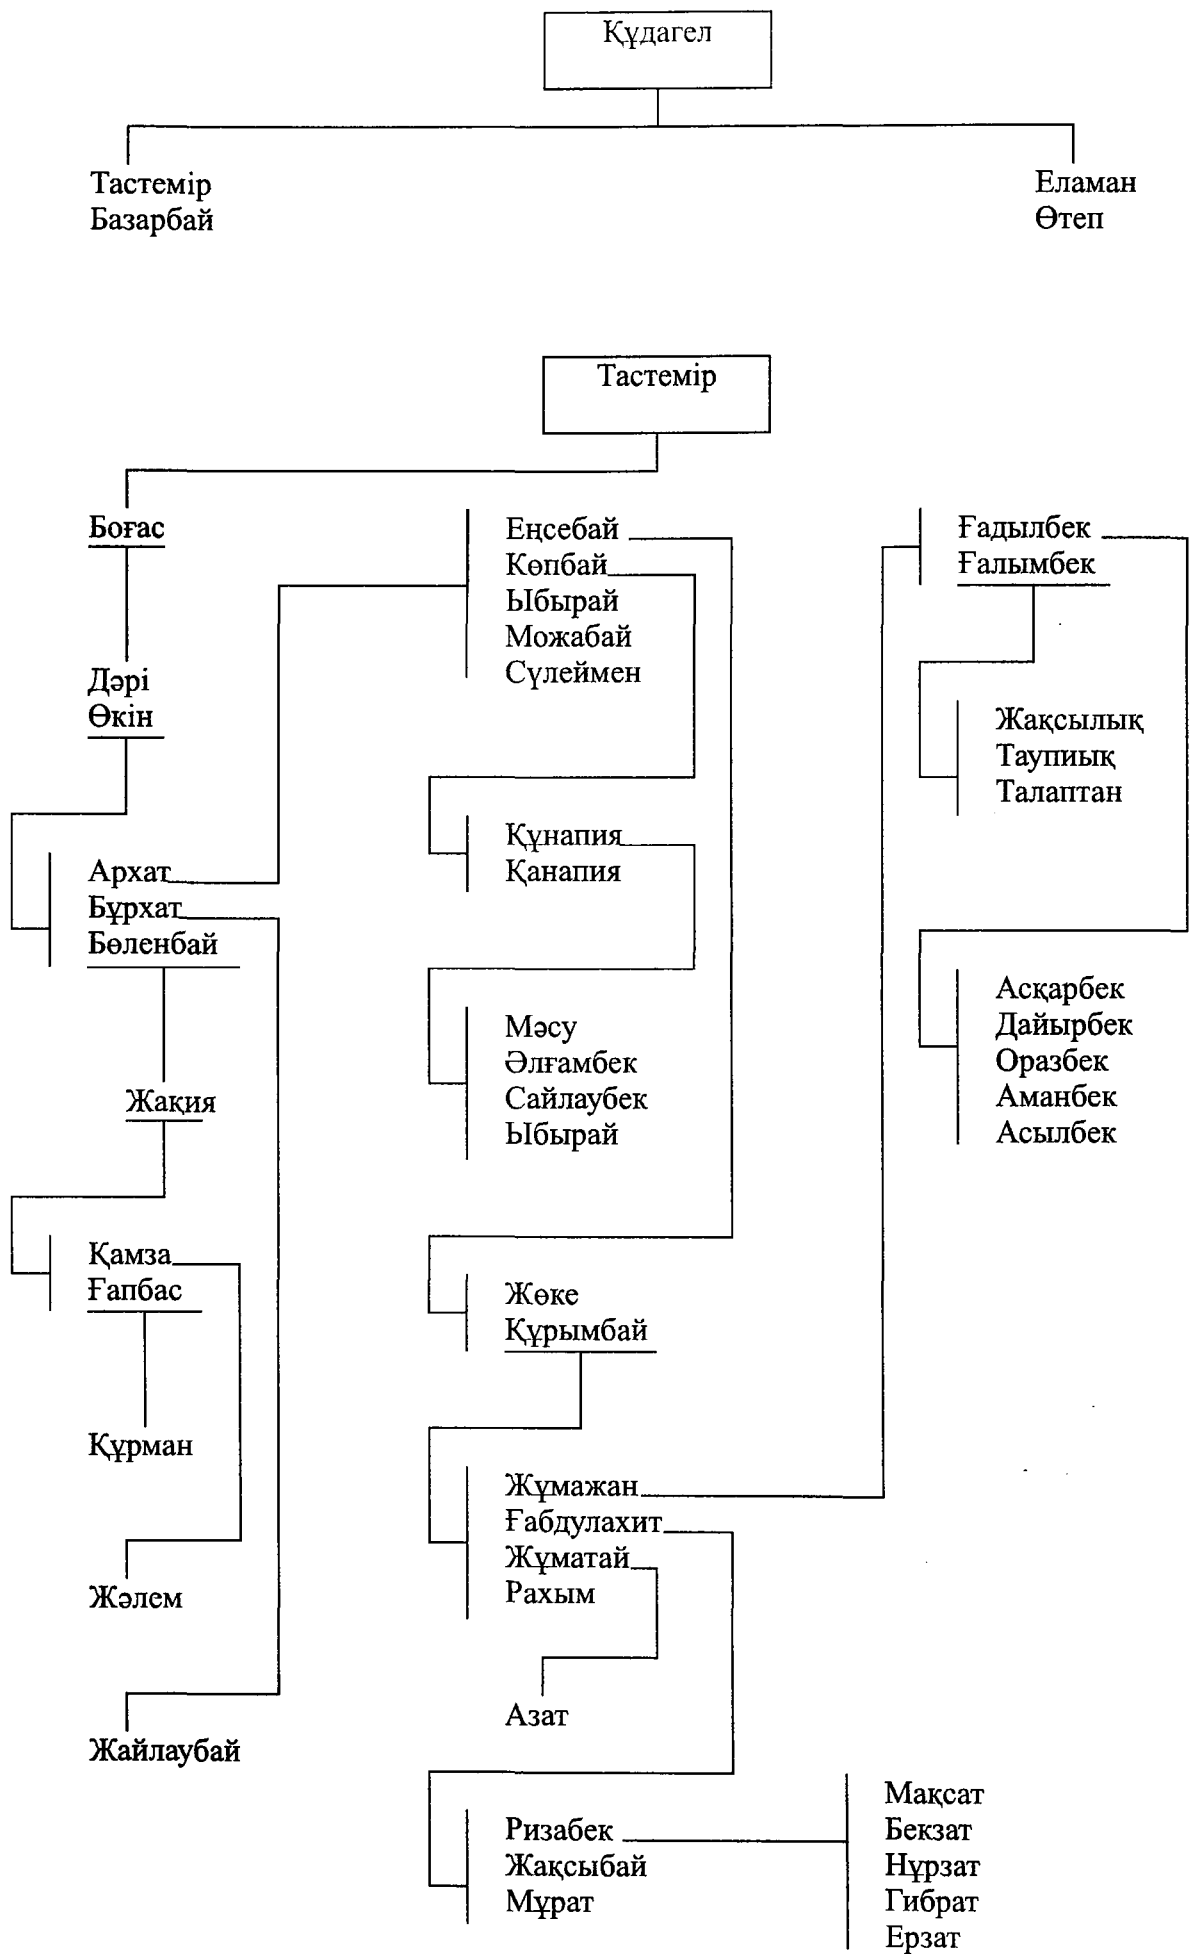 Құдагел
Тастемір
Базарбай
Еламан
Өтеп
Тастемір
Боғас
Дәрі
Өкін
Архат
Бұрхат
Бөленбай
Жақия
Қамза
Ғапбас
Құрман
Жәлем
Жайлаубай
Еңсебай
Көпбай
Ыбырай
Можабай
Сүлеймен
Құнапия
Қанапия
Мәсу
Әлғамбек
Сайлаубек
Ыбырай
Жөке
Құрымбай
Жұмажан
Ғабдулахит
Жұматай
Рахым
Азат
Ризабек
Жақсыбай
Мұрат
Мақсат
Бекзат
Нұрзат
Гибрат
Ерзат
Ғадылбек
Ғалымбек
Жақсылық
Таупиық
Талаптан
Асқарбек
Дайырбек
Оразбек
Аманбек
Асылбек